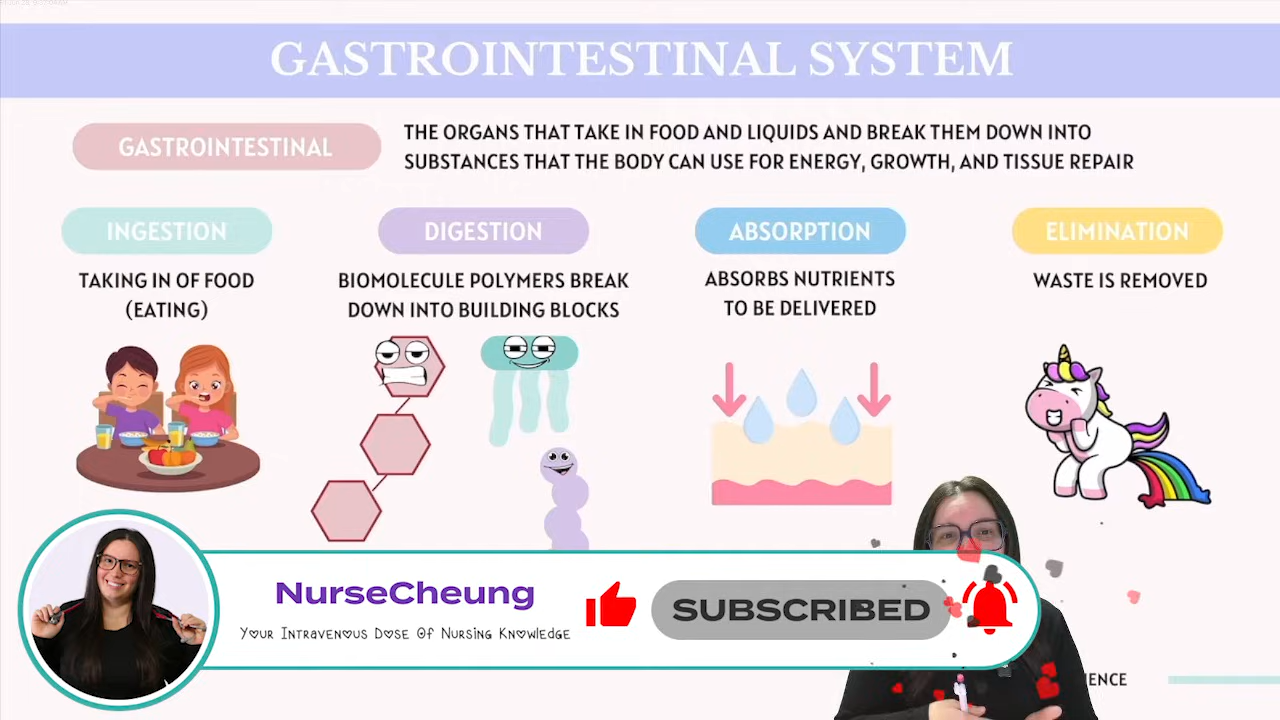 GASTROINTESTINAL SYSTEM
GASTROINTESTINAL
THE ORGANS THAT TAKE IN FOOD AND LIQUIDS AND BREAK THEM DOWN INTO
SUBSTANCES THAT THE BODY CAN USE FOR ENERGY, GROWTH, AND TISSUE REPAIR
INGESTION
TAKING IN OF FOOD
(EATING)
DIGESTION
BIOMOLECULE POLYMERS BREAK
DOWN INTO BUILDING BLOCKS
ABSORPTION
ABSORBS NUTRIENTS
TO BE DELIVERED
ELIMINATION
WASTE IS REMOVED
NurseCheung
Your Intravenous Dose Of Nursing Knowledge
SUBSCRIBED